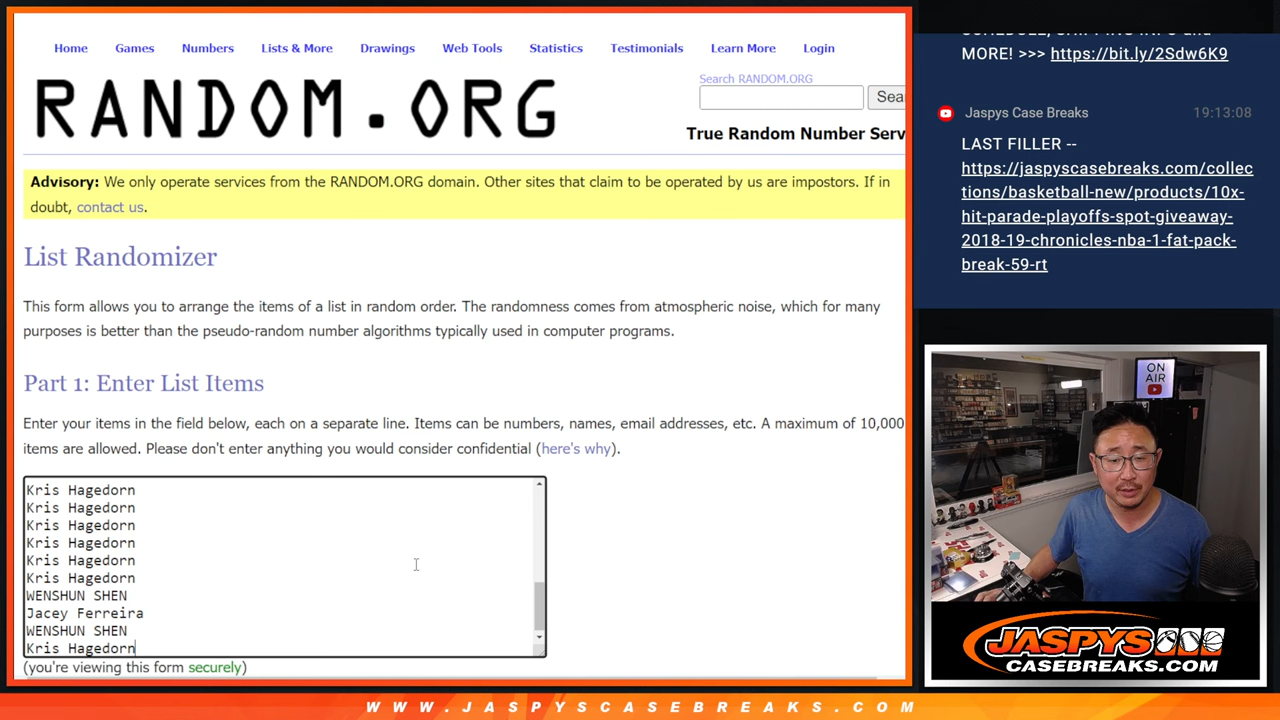 Home Games Numbers Lists & More Drawings Web Tools Statistics Testimonials Learn More Login
RANDOM.ORG
Search RANDOM.ORG
Sea
True Random Number Serv
Advisory: We only operate services from the RANDOM.ORG domain. Other sites that claim to be operated by us are impostors. If in
doubt, contact us.
List Randomizer
This form allows you to arrange the items of a list in random order. The randomness comes from atmospheric noise, which for many
purposes is better than the pseudo-random number algorithms typically used in computer programs.
Part 1: Enter List Items
Enter your items in the field below, each on a separate line. Items can be numbers, names, email addresses, etc. A maximum of 10,000
items are allowed. Please don't enter anything you would consider confidential (here's why).
Kris Hagedorn
Kris Hagedorn
Kris Hagedorn
Kris Hagedorn
Kris Hagedorn
Kris Hagedorn
WENSHUN SHEN
Jacey Ferreira
WENSHUN SHEN
Kris Hagedorn
(you're viewing this form securely)
MORE! >>> https://bit.ly/2Sdw6K9
Jaspys Case Breaks 19:13:08
LAST FILLER --
https://jaspyscasebreaks.com/collec
tions/basketball-new/products/10x-
hit-parade-playoffs-spot-giveaway-
2018-19-chronicles-nba-1-fat-pack-
break-59-rt
ON
AIR
JASPYS
CASEBREAKS.COM
WWW.JASPYSCASEBREAKS.COM